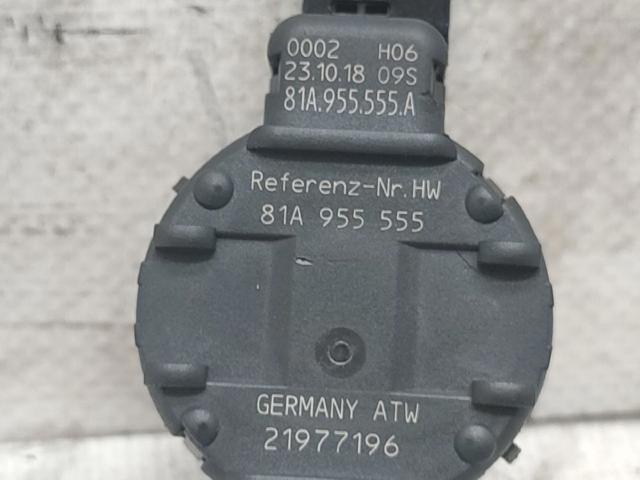 0002 H06
23.10.18 09S
81A.955.555.A
Referenz-Nr.HW
81A 955 555
GERMANY ATW
21977196